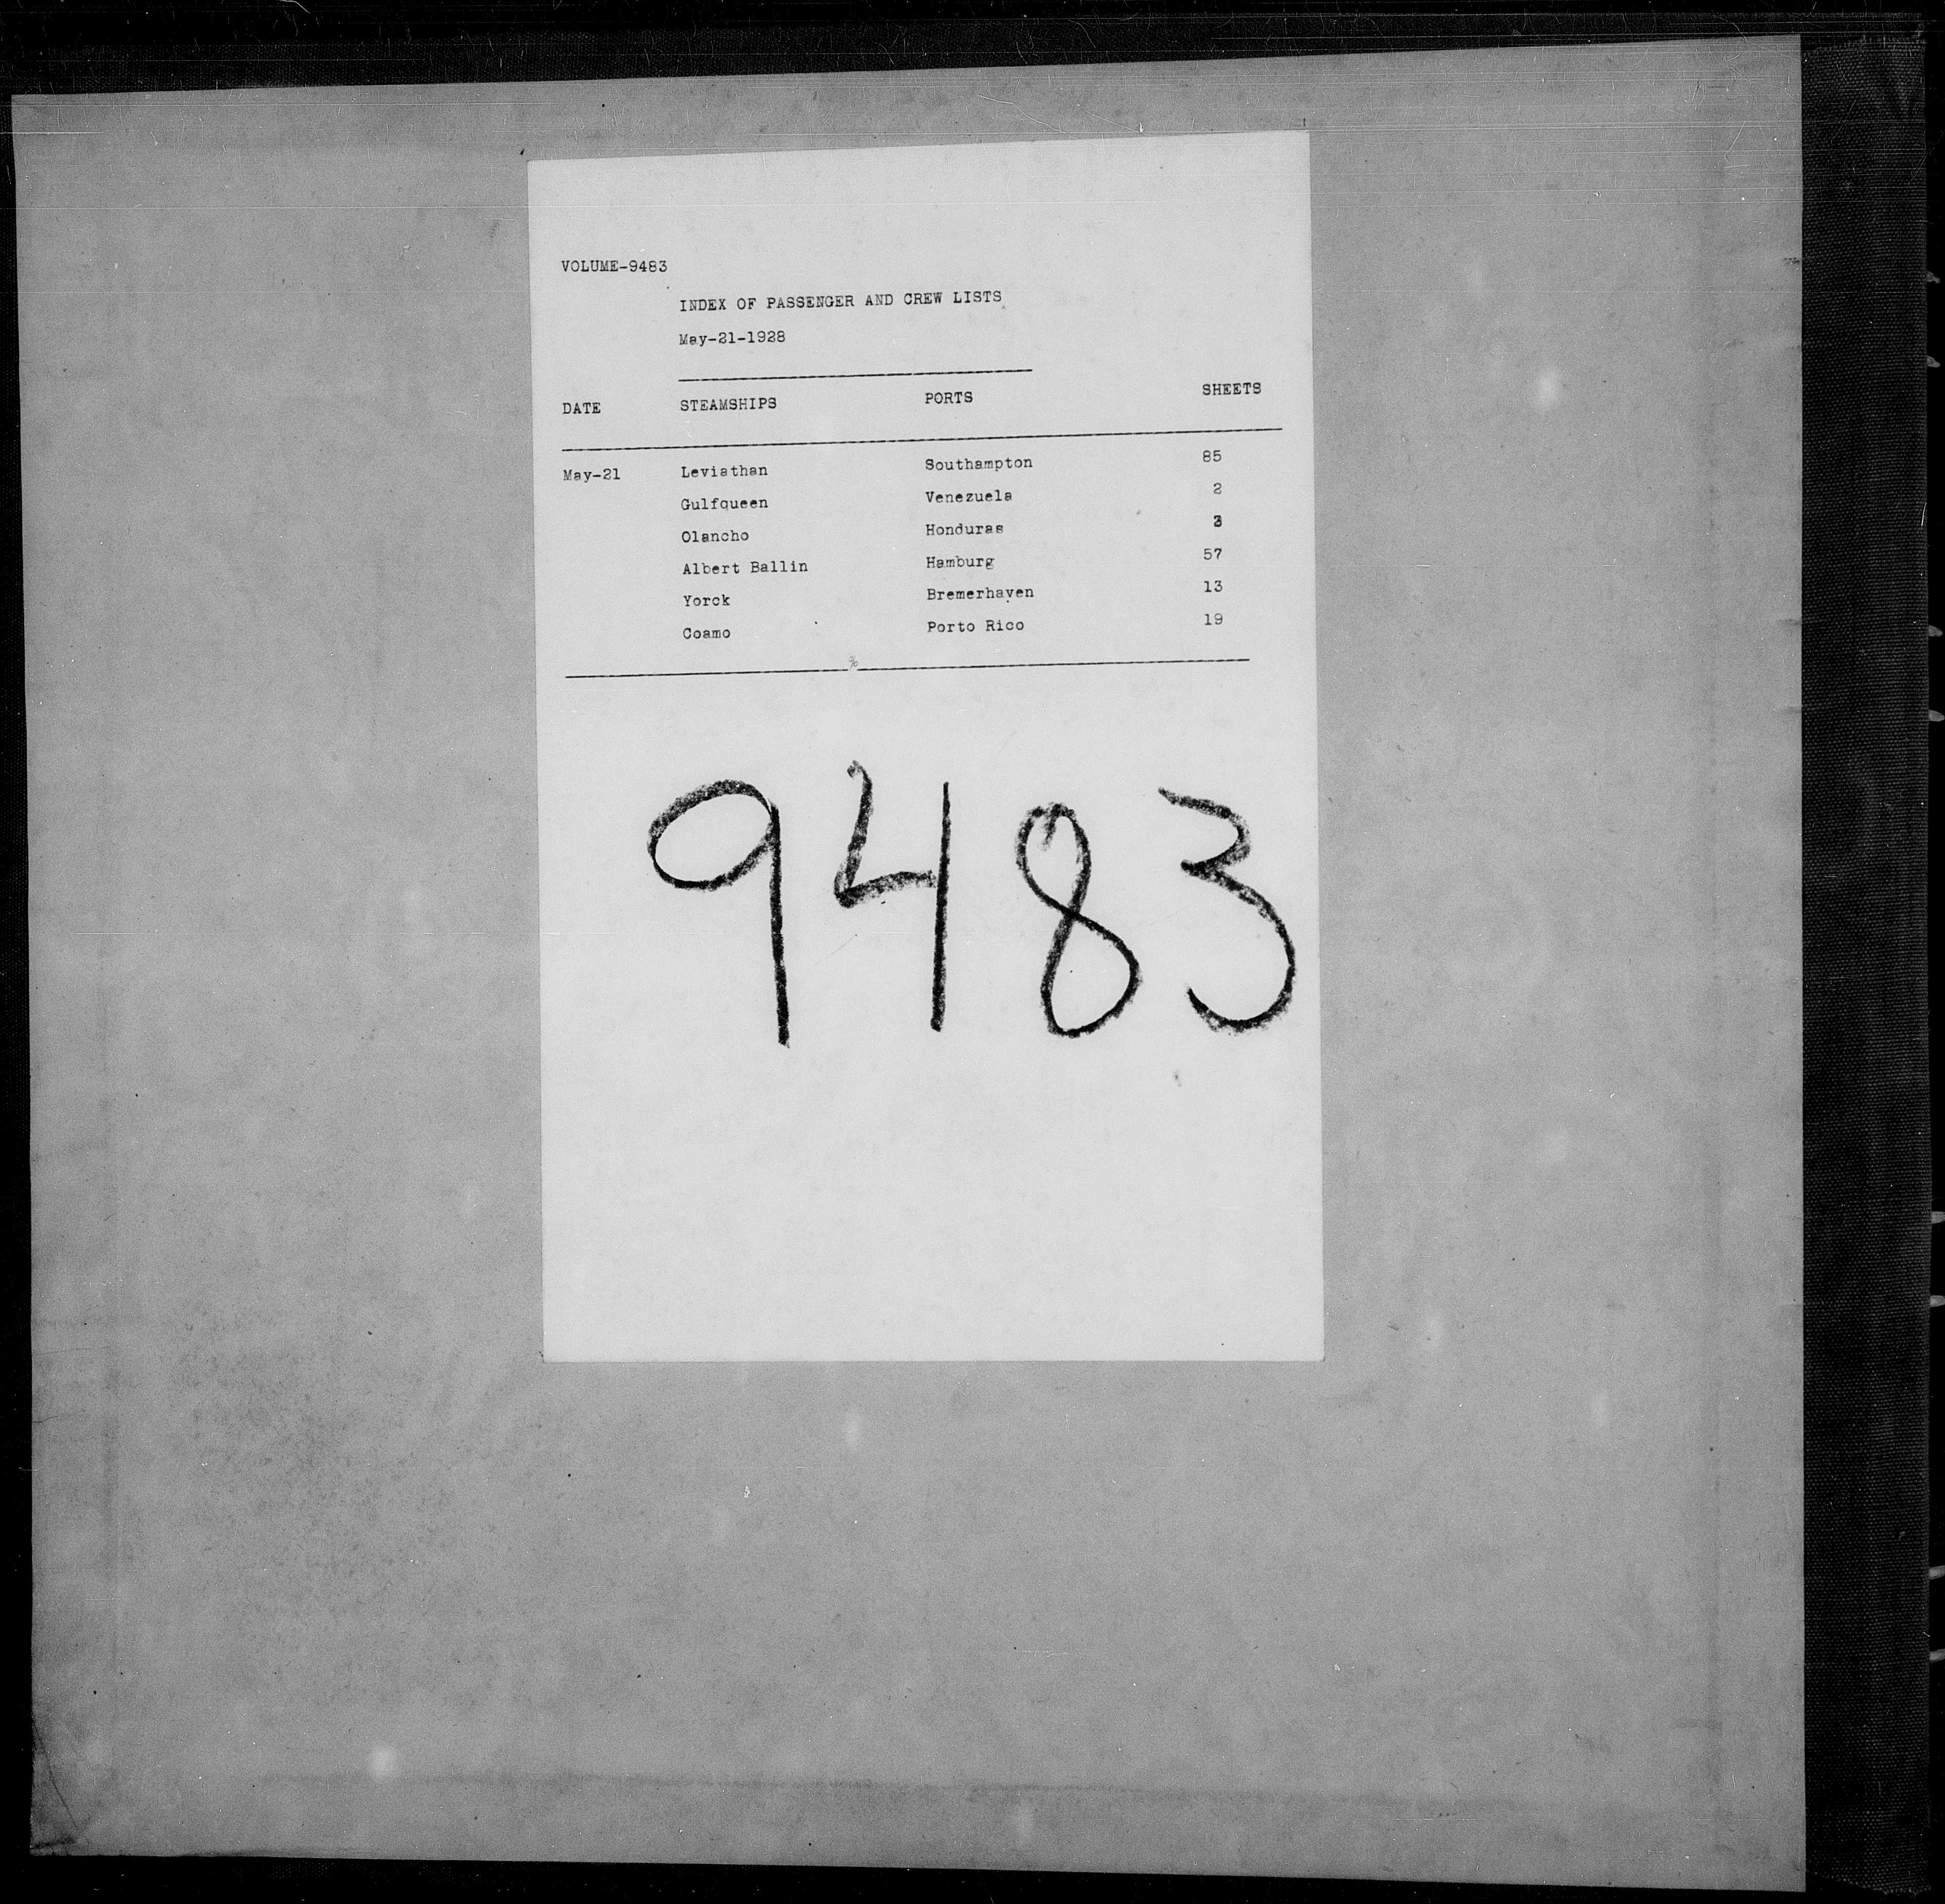 VOLUME-9483
INDEX OF PASSENGER AND CREW LISTS
May-21-1928
DATE STEAMSHIPS PORTS SHEETS
May-21 Leviathan Southampton 85
Gulfqueen Venezuela 2
Olancho Honduras 3
Albert Ballin Hamburg 57
Yorck Bremerhaven 13
Coamo Porto Rico 19
9483